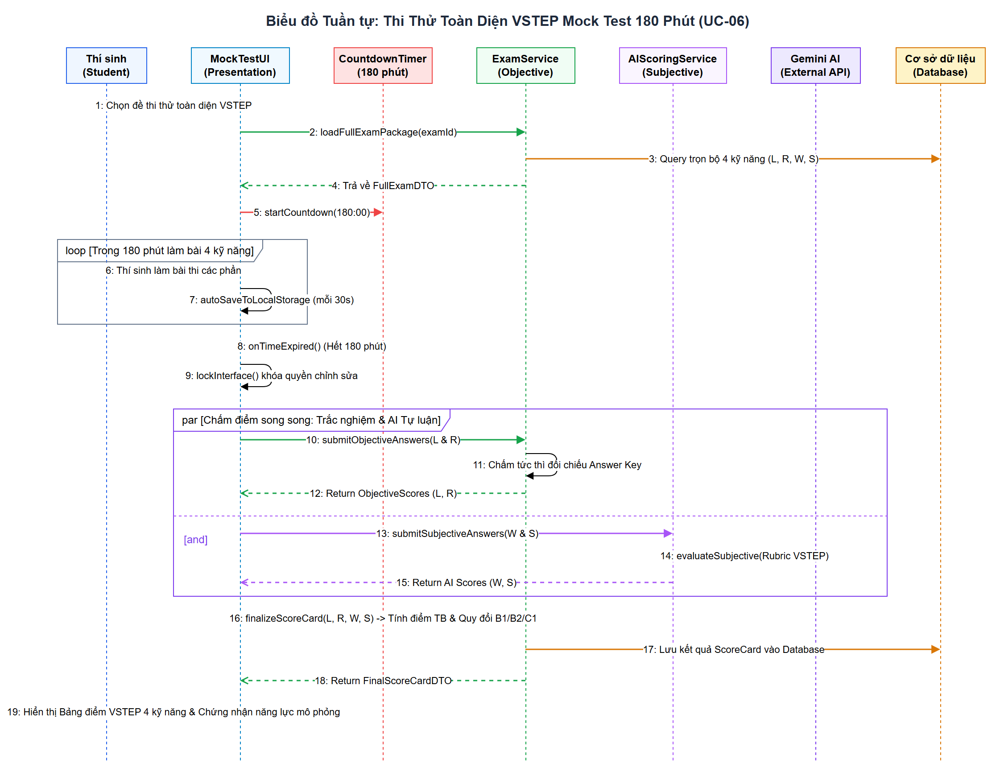 Biểu đồ Tuần tự: Thi Thử Toàn Diện VSTEP Mock Test 180 Phút (UC-06)
Thí sinh
(Student)
MockTestUI
(Presentation)
CountdownTimer
(180 phút)
ExamService
(Objective)
AIScoringService
(Subjective)
Gemini AI
(External API)
Cơ sở dữ liệu
(Database)
1: Chọn đề thi thử toàn diện VSTEP
2: loadFullExamPackage(examId)
3: Query trọn bộ 4 kỹ năng (L, R, W, S)
4: Trả về FullExamDTO
5: startCountdown(180:00)
loop [Trong 180 phút làm bài 4 kỹ năng]
6: Thí sinh làm bài thi các phần
7: autoSaveToLocalStorage (mỗi 30s)
8: onTimeExpired() (Hết 180 phút)
9: lockInterface() khóa quyền chỉnh sửa
par [Chấm điểm song song: Trắc nghiệm & AI Tự luận]
10: submitObjectiveAnswers(L & R)
11: Chấm tức thì đối chiếu Answer Key
12: Return ObjectiveScores (L, R)
[and]
13: submitSubjectiveAnswers(W & S)
14: evaluateSubjective(Rubric VSTEP)
15: Return AI Scores (W, S)
16: finalizeScoreCard(L, R, W, S) -> Tính điểm TB & Quy đổi B1/B2/C1
17: Lưu kết quả ScoreCard vào Database
18: Return FinalScoreCardDTO
19: Hiển thị Bảng điểm VSTEP 4 kỹ năng & Chứng nhận năng lực mô phỏng